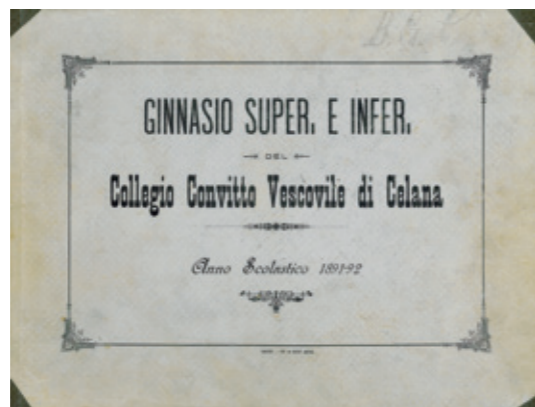 GINNASIO SUPER. E INFER.
DEL
Collegio Convitto Vescovile di Celana
Anno Scolastico 1891-92